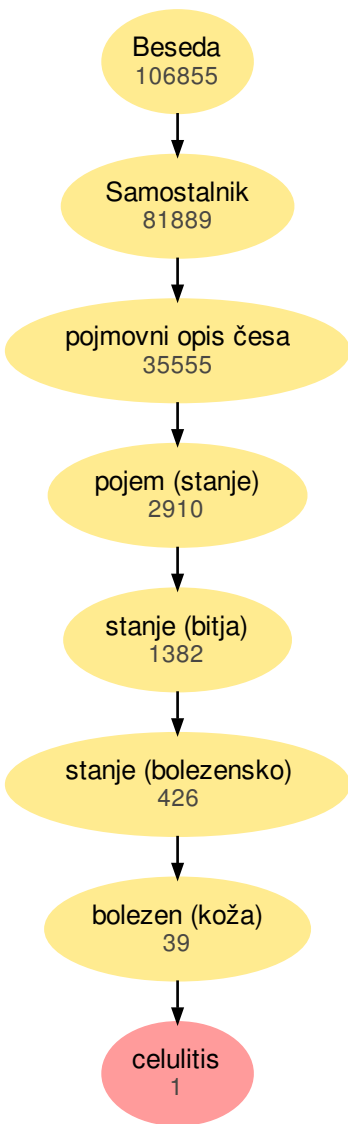 Beseda
106855
Samostalnik
81889
pojmovni opis česa
35555
pojem (stanje)
2910
stanje (bitja)
1382
stanje (bolezensko)
426
bolezen (koža)
39
celulitis
1